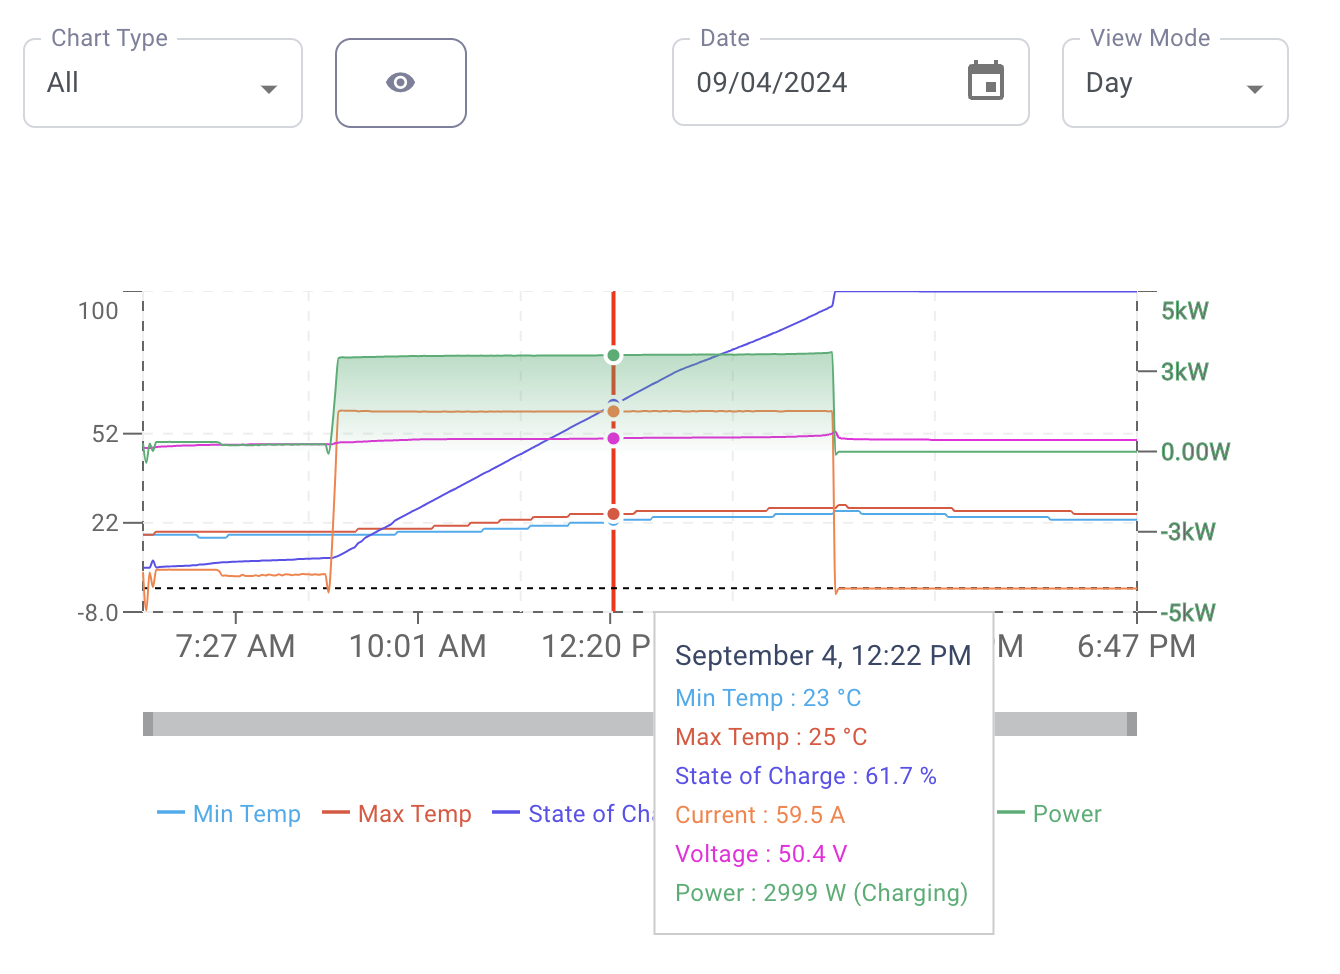 Chart Type
Date
View Mode
All
09/04/2024
Day
100
5kW
3kW
52
0.00W
22
-3kW
-8.0
-5kW
7:27 AM
10:01 AM
12:20 P
M
6:47 PM
September 4, 12:22 PM
Min Temp : 23 °C
Max Temp : 25 °C
State of Charge : 61.7 %
Current : 59.5 A
Voltage : 50.4 V
Power : 2999 W (Charging)
Min Temp
Max Temp
State of Cha
Power